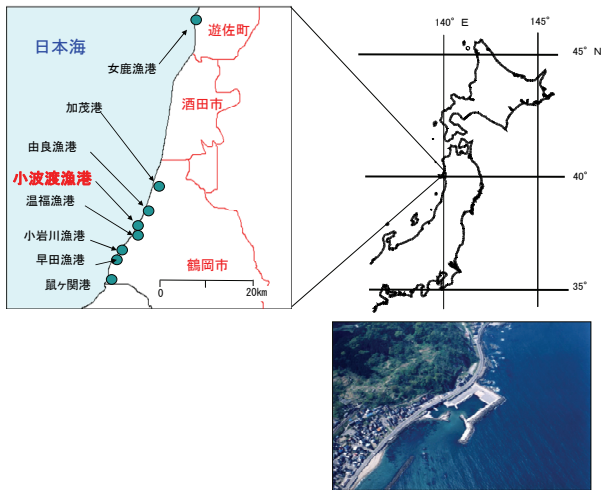 日本海
遊佐町
女鹿漁港
酒田市
加茂港
由良漁港
小波渡漁港
温福漁港
小岩川漁港
早田漁港
鼠ヶ関港
鶴岡市
0
20km
140° E
145°
45° N
40°
35°